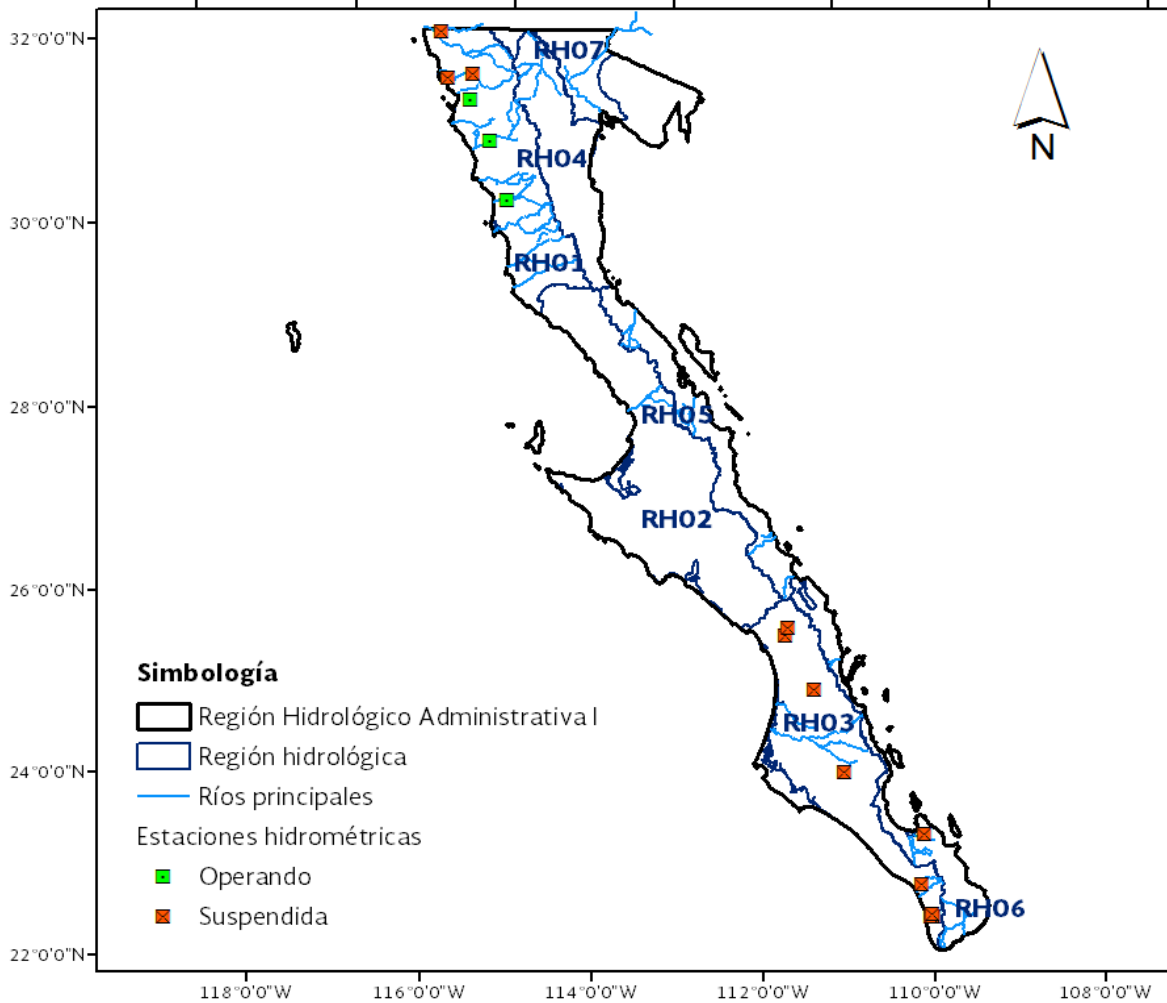 32°0'0"N
30°0'0"N
28°0'0"N
26°0'0"N
24°0'0"N
22°0'0"N
RH07
RH04
RH01
RH05
RH02
RH03
RH06
N
Simbología
Región Hidrológico Administrativa I
Región hidrológica
Ríos principales
Estaciones hidrométricas
Operando
Suspendida
118°0'0"W
116°0'0"W
114°0'0"W
112°0'0"W
110°0'0"W
108°0'0"W